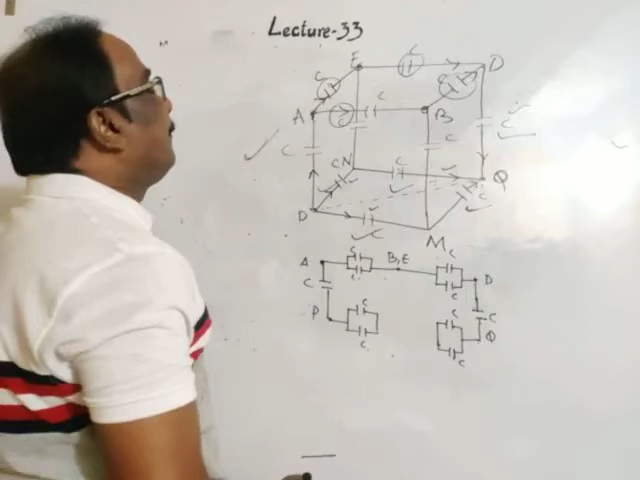 Lecture-33
E C D
C C
A C B
C C C
C N C Q
C
P C
M
A C B,E C D
C C C
P C C C Q
C C